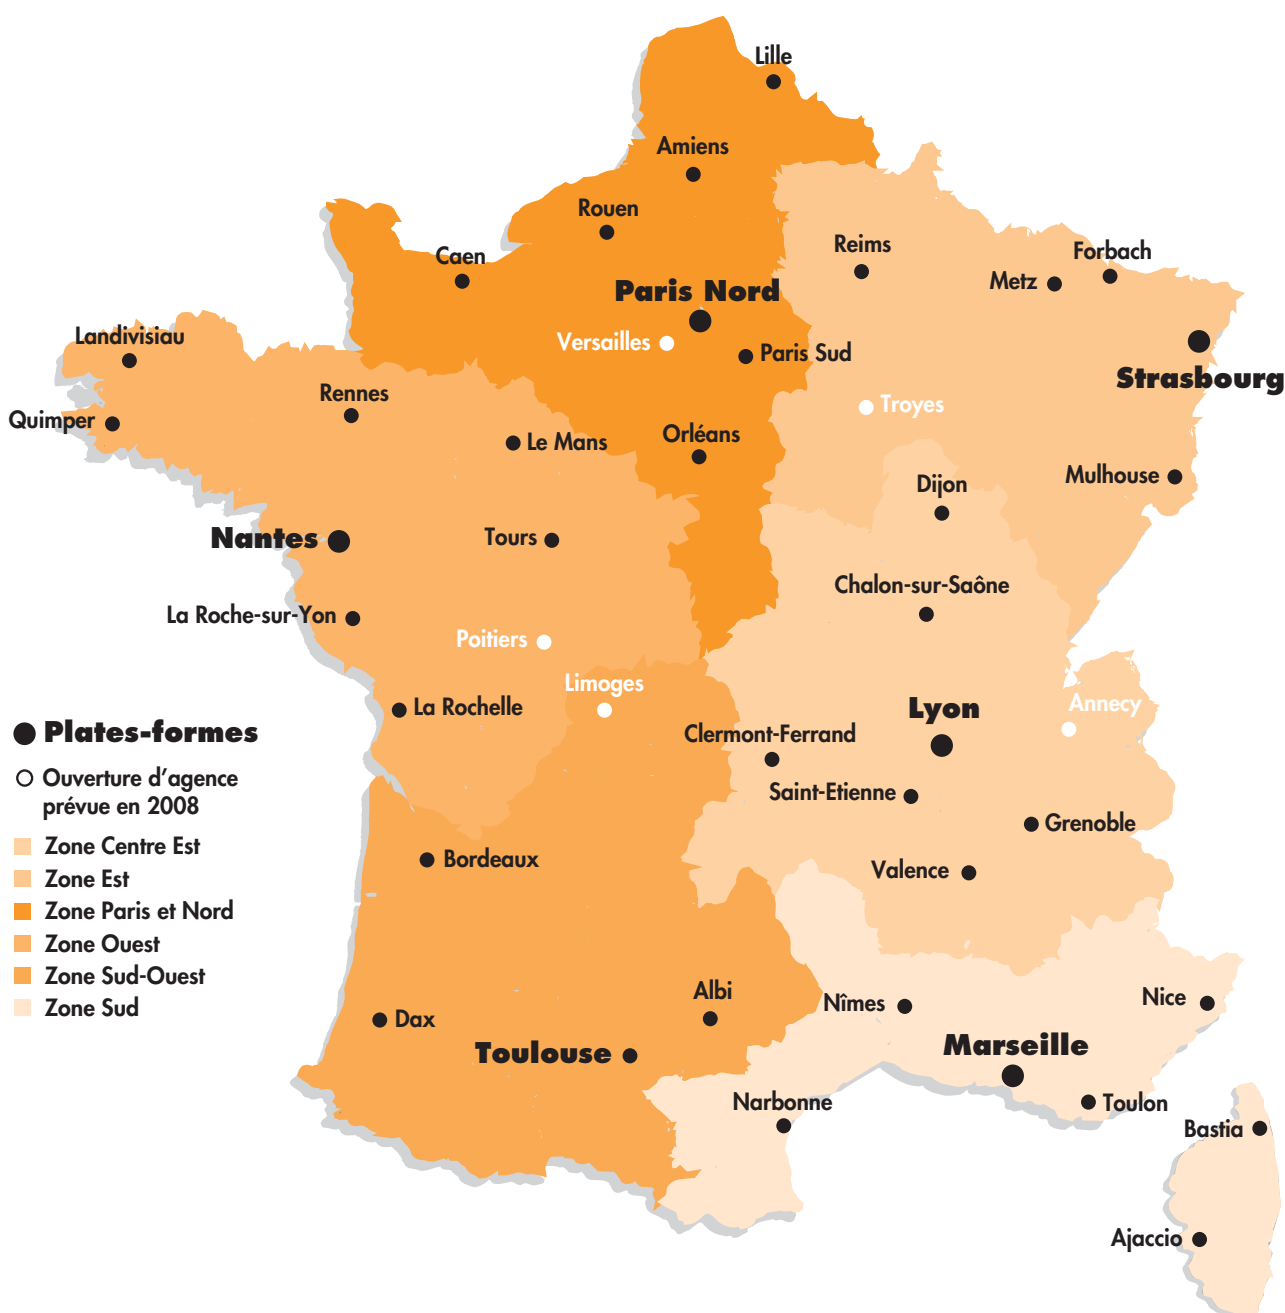 Lille
Amiens
Rouen
Caen
Reims
Forbach
Metz
Paris Nord
Versailles
Paris Sud
Landivisiau
Strasbourg
Rennes
Troyes
Quimper
Le Mans
Orléans
Mulhouse
Dijon
Nantes
Tours
Chalon-sur-Saône
La Roche-sur-Yon
Poitiers
Limoges
La Rochelle
Annecy
Lyon
Clermont-Ferrand
Saint-Etienne
Grenoble
Bordeaux
Valence
Albi
Nîmes
Nice
Dax
Toulouse
Marseille
Narbonne
Toulon
Bastia
Ajaccio
Plates-formes
Ouverture d'agence
prévue en 2008
Zone Centre Est
Zone Est
Zone Paris et Nord
Zone Ouest
Zone Sud-Ouest
Zone Sud